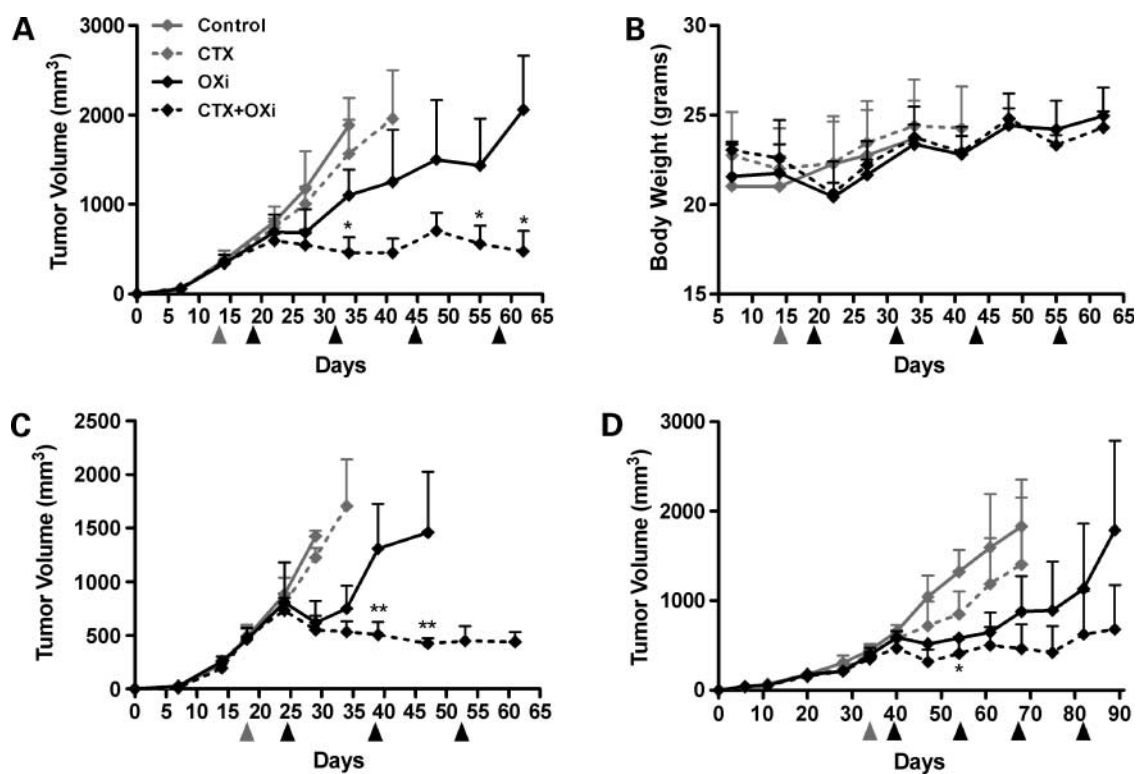 A
Tumor Volume (mm³)
3000
2000
1000
0
Control
CTX
OXi
CTX+OXi
*
*
*
0 5 10 15 20 25 30 35 40 45 50 55 60 65
Days
B
Body Weight (grams)
25
20
15
5 10 15 20 25 30 35 40 45 50 55 60 65
Days
C
Tumor Volume (mm³)
2500
2000
1500
1000
500
0
**
**
0 5 10 15 20 25 30 35 40 45 50 55 60 65
Days
D
Tumor Volume (mm³)
3000
2000
1000
0
*
0 10 20 30 40 50 60 70 80 90
Days